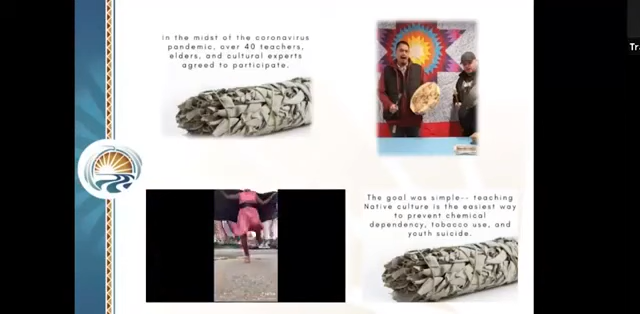 In the midst of the coronavirus
pandemic, over 40 teachers,
elders, and cultural experts
agreed to participate.
The goal was simple-- teaching
Native culture is the easiest way
to prevent chemical
dependency, tobacco use, and
youth suicide.
Tr